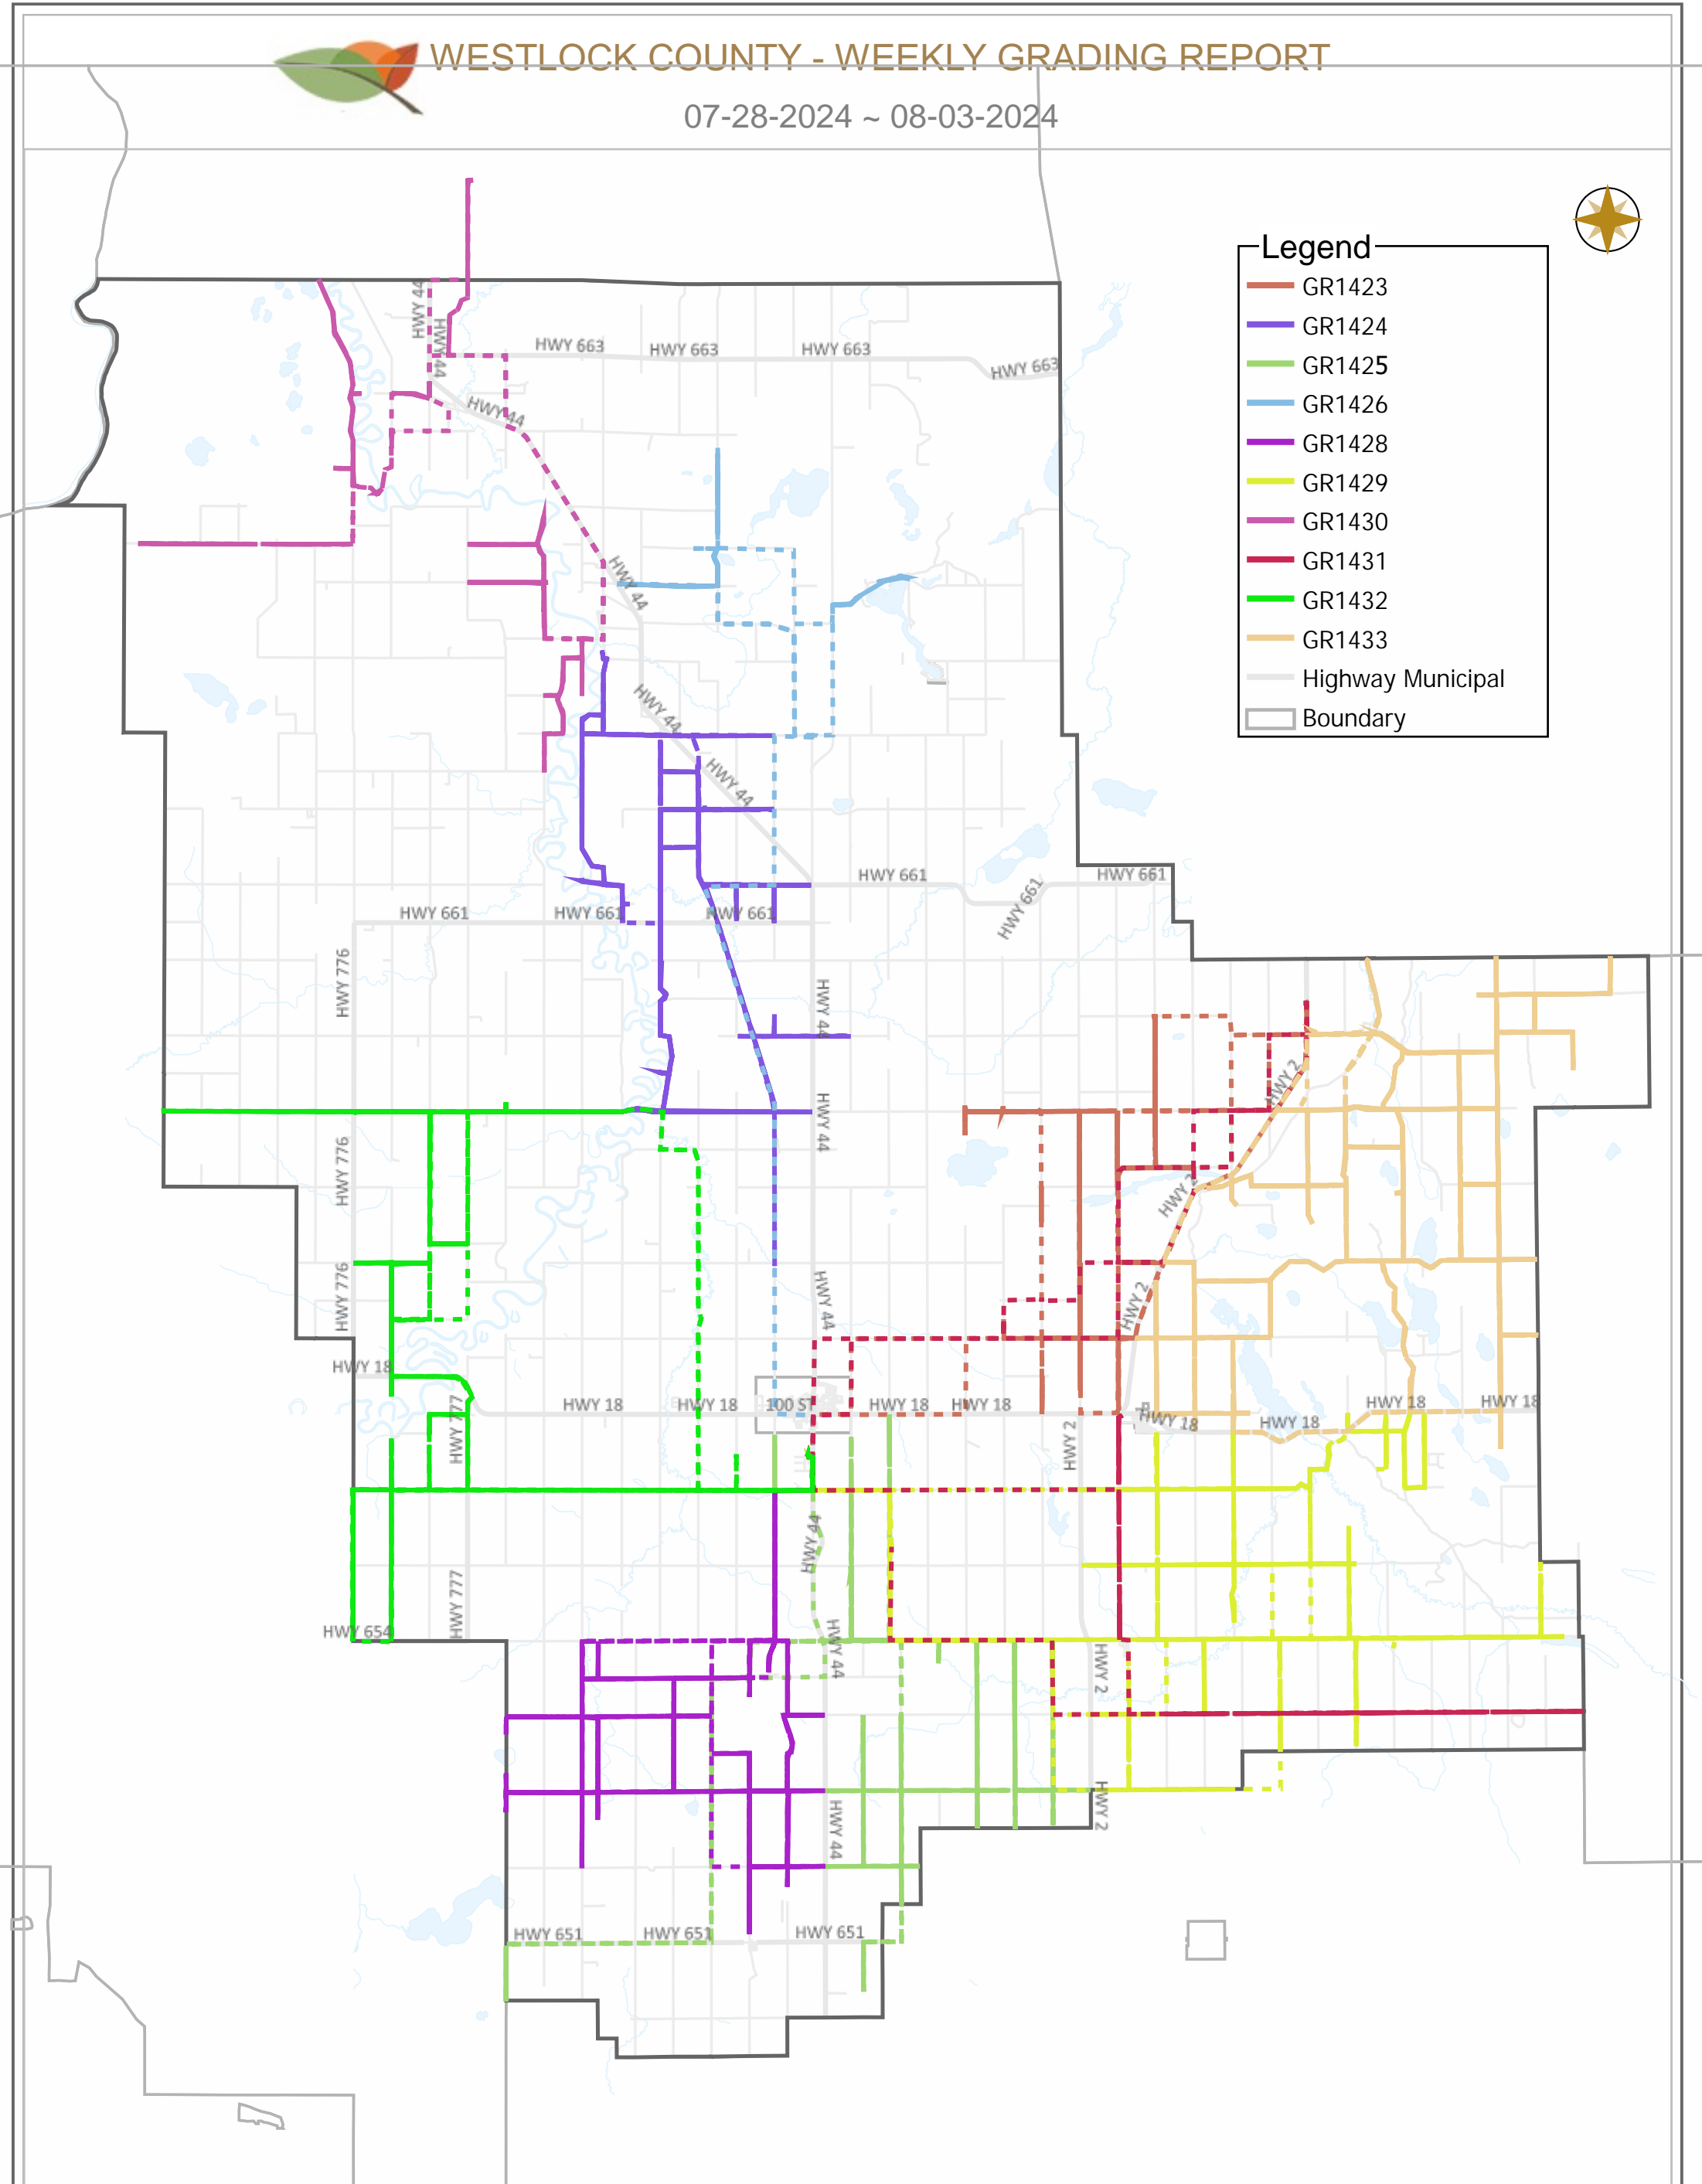 WESTLOCK COUNTY - WEEKLY GRADING REPORT
07-28-2024 ~ 08-03-2024
Legend
GR1423
GR1424
GR1425
GR1426
GR1428
GR1429
GR1430
GR1431
GR1432
GR1433
Highway Municipal
Boundary
HWY 44
HWY 44
HWY 663
HWY 663
HWY 663
HWY 663
HWY 44
HWY 44
HWY 44
HWY 44
HWY 661
HWY 661
HWY 661
HWY 661
HWY 661
HWY 661
HWY 776
HWY 44
HWY 2
HWY 44
HWY 776
HWY 2
HWY 776
HWY 44
HWY 2
HWY 18
HWY 18
HWY 18
100 ST
HWY 18
HWY 18
HWY 18
HWY 18
HWY 18
HWY 18
HWY 777
HWY 2
HWY 44
HWY 777
HWY 654
HWY 44
HWY 2
HWY 44
HWY 2
HWY 651
HWY 651
HWY 651